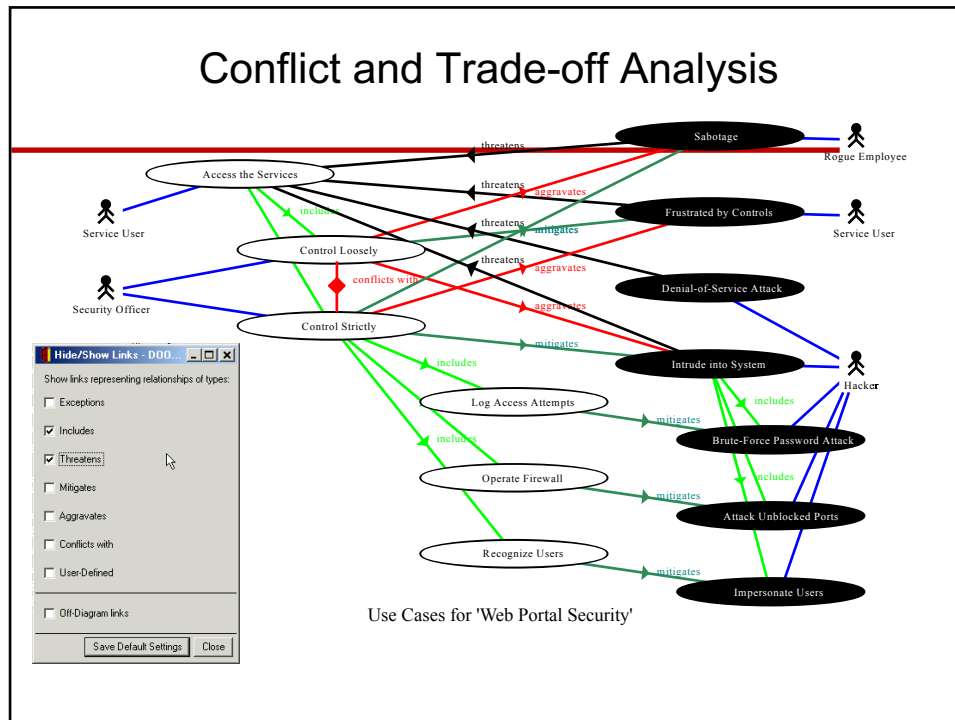 Conflict and Trade-off Analysis
Sabotage
Rogue Employee
threatens
Access the Services
threatens
aggravates
includes
Frustrated by Controls
Service User
Service User
threatens
mitigates
Control Loosely
threatens
aggravates
conflicts with
Denial-of-Service Attack
Security Officer
aggravates
Control Strictly
mitigates
Intrude into System
Hacker
includes
includes
Log Access Attempts
mitigates
Brute-Force Password Attack
includes
includes
Operate Firewall
mitigates
Attack Unblocked Ports
Recognize Users
mitigates
Impersonate Users
Use Cases for 'Web Portal Security'
Hide/Show Links - DOO...
Show links representing relationships of types:
Exceptions
Includes
Threatens
Mitigates
Aggravates
Conflicts with
User-Defined
Off-Diagram links
Save Default Settings
Close